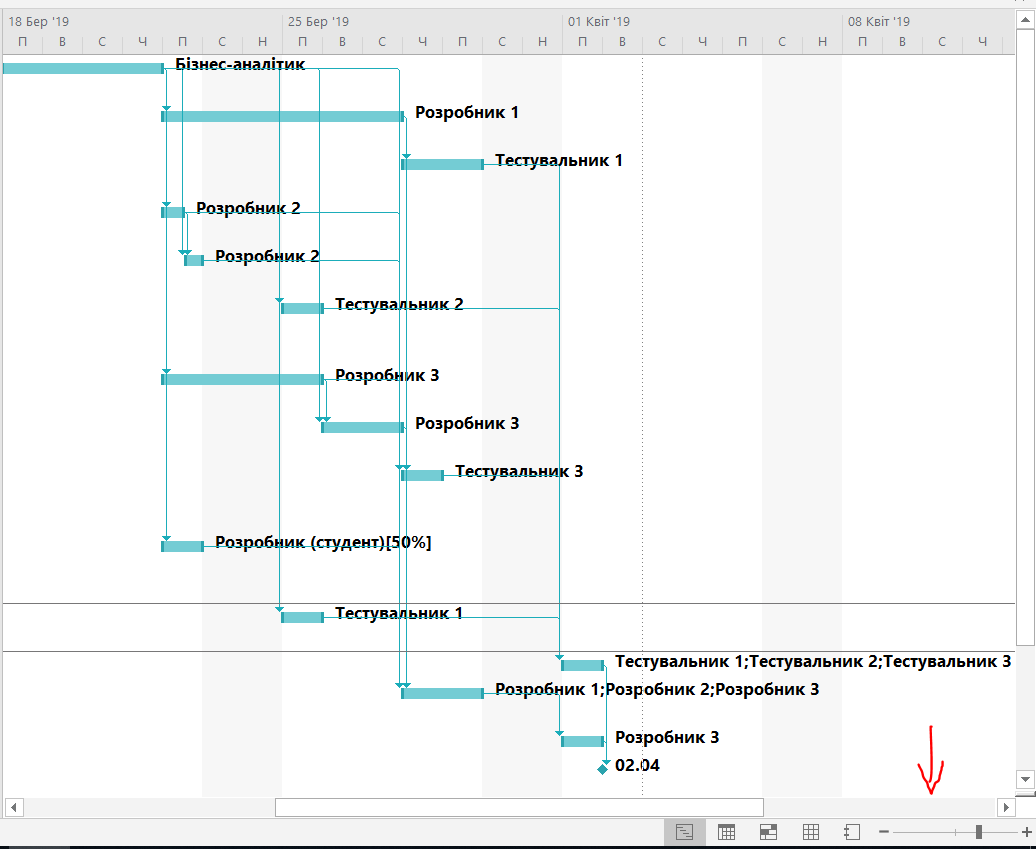 18 Бер '19 25 Бер '19 01 Квіт '19 08 Квіт '19
П В С Ч П С Н П В С Ч П С Н П В С Ч П С Н П В С Ч
Бізнес-аналітик
Розробник 1
Тестувальник 1
Розробник 2
Розробник 2
Тестувальник 2
Розробник 3
Розробник 3
Тестувальник 3
Розробник (студент)[50%]
Тестувальник 1
Тестувальник 1;Тестувальник 2;Тестувальник 3
Розробник 1;Розробник 2;Розробник 3
Розробник 3
02.04